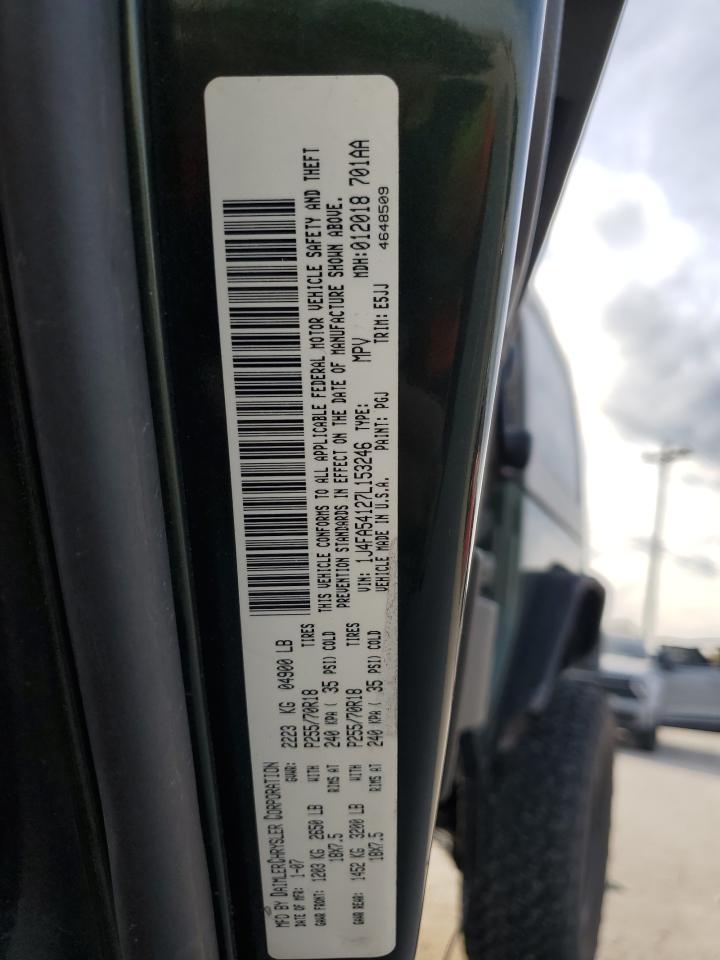 MFD BY DAIMLERCHRYSLER CORPORATION
DATE OF MFR: 1-07 GVWR: 2223 KG 04900 LB
GAWR FRONT: 1203 KG 2650 LB WITH P255/70R18 TIRES
18X7.5 RIMS AT 240 KPA ( 35 PSI) COLD
GAWR REAR: 1452 KG 3200 LB WITH P255/70R18 TIRES
18X7.5 RIMS AT 240 KPA ( 35 PSI) COLD
THIS VEHICLE CONFORMS TO ALL APPLICABLE FEDERAL MOTOR VEHICLE SAFETY AND THEFT
PREVENTION STANDARDS IN EFFECT ON THE DATE OF MANUFACTURE SHOWN ABOVE.
VIN: 1J4FA54127L153246 TYPE: MPV MDH: 012018 701AA
VEHICLE MADE IN U.S.A. PAINT: PGJ TRIM: E5JJ
4648509